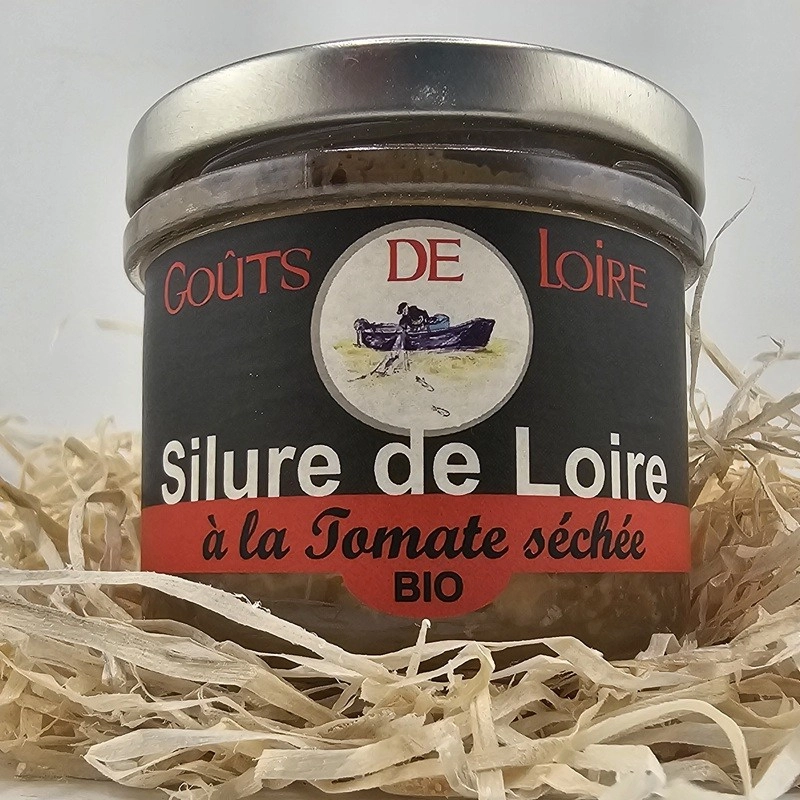 GOÛTS DE LOIRE
Silure de Loire
à la Tomate séchée
BIO